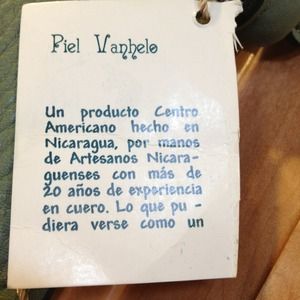 Piel Vanhelo
Un producto Centro
Americano hecho en
Nicaragua, por manos
de Artesanos Nicara-
guenses con más de
20 años de experiencia
en cuero. Lo que pu-
diera verse como un